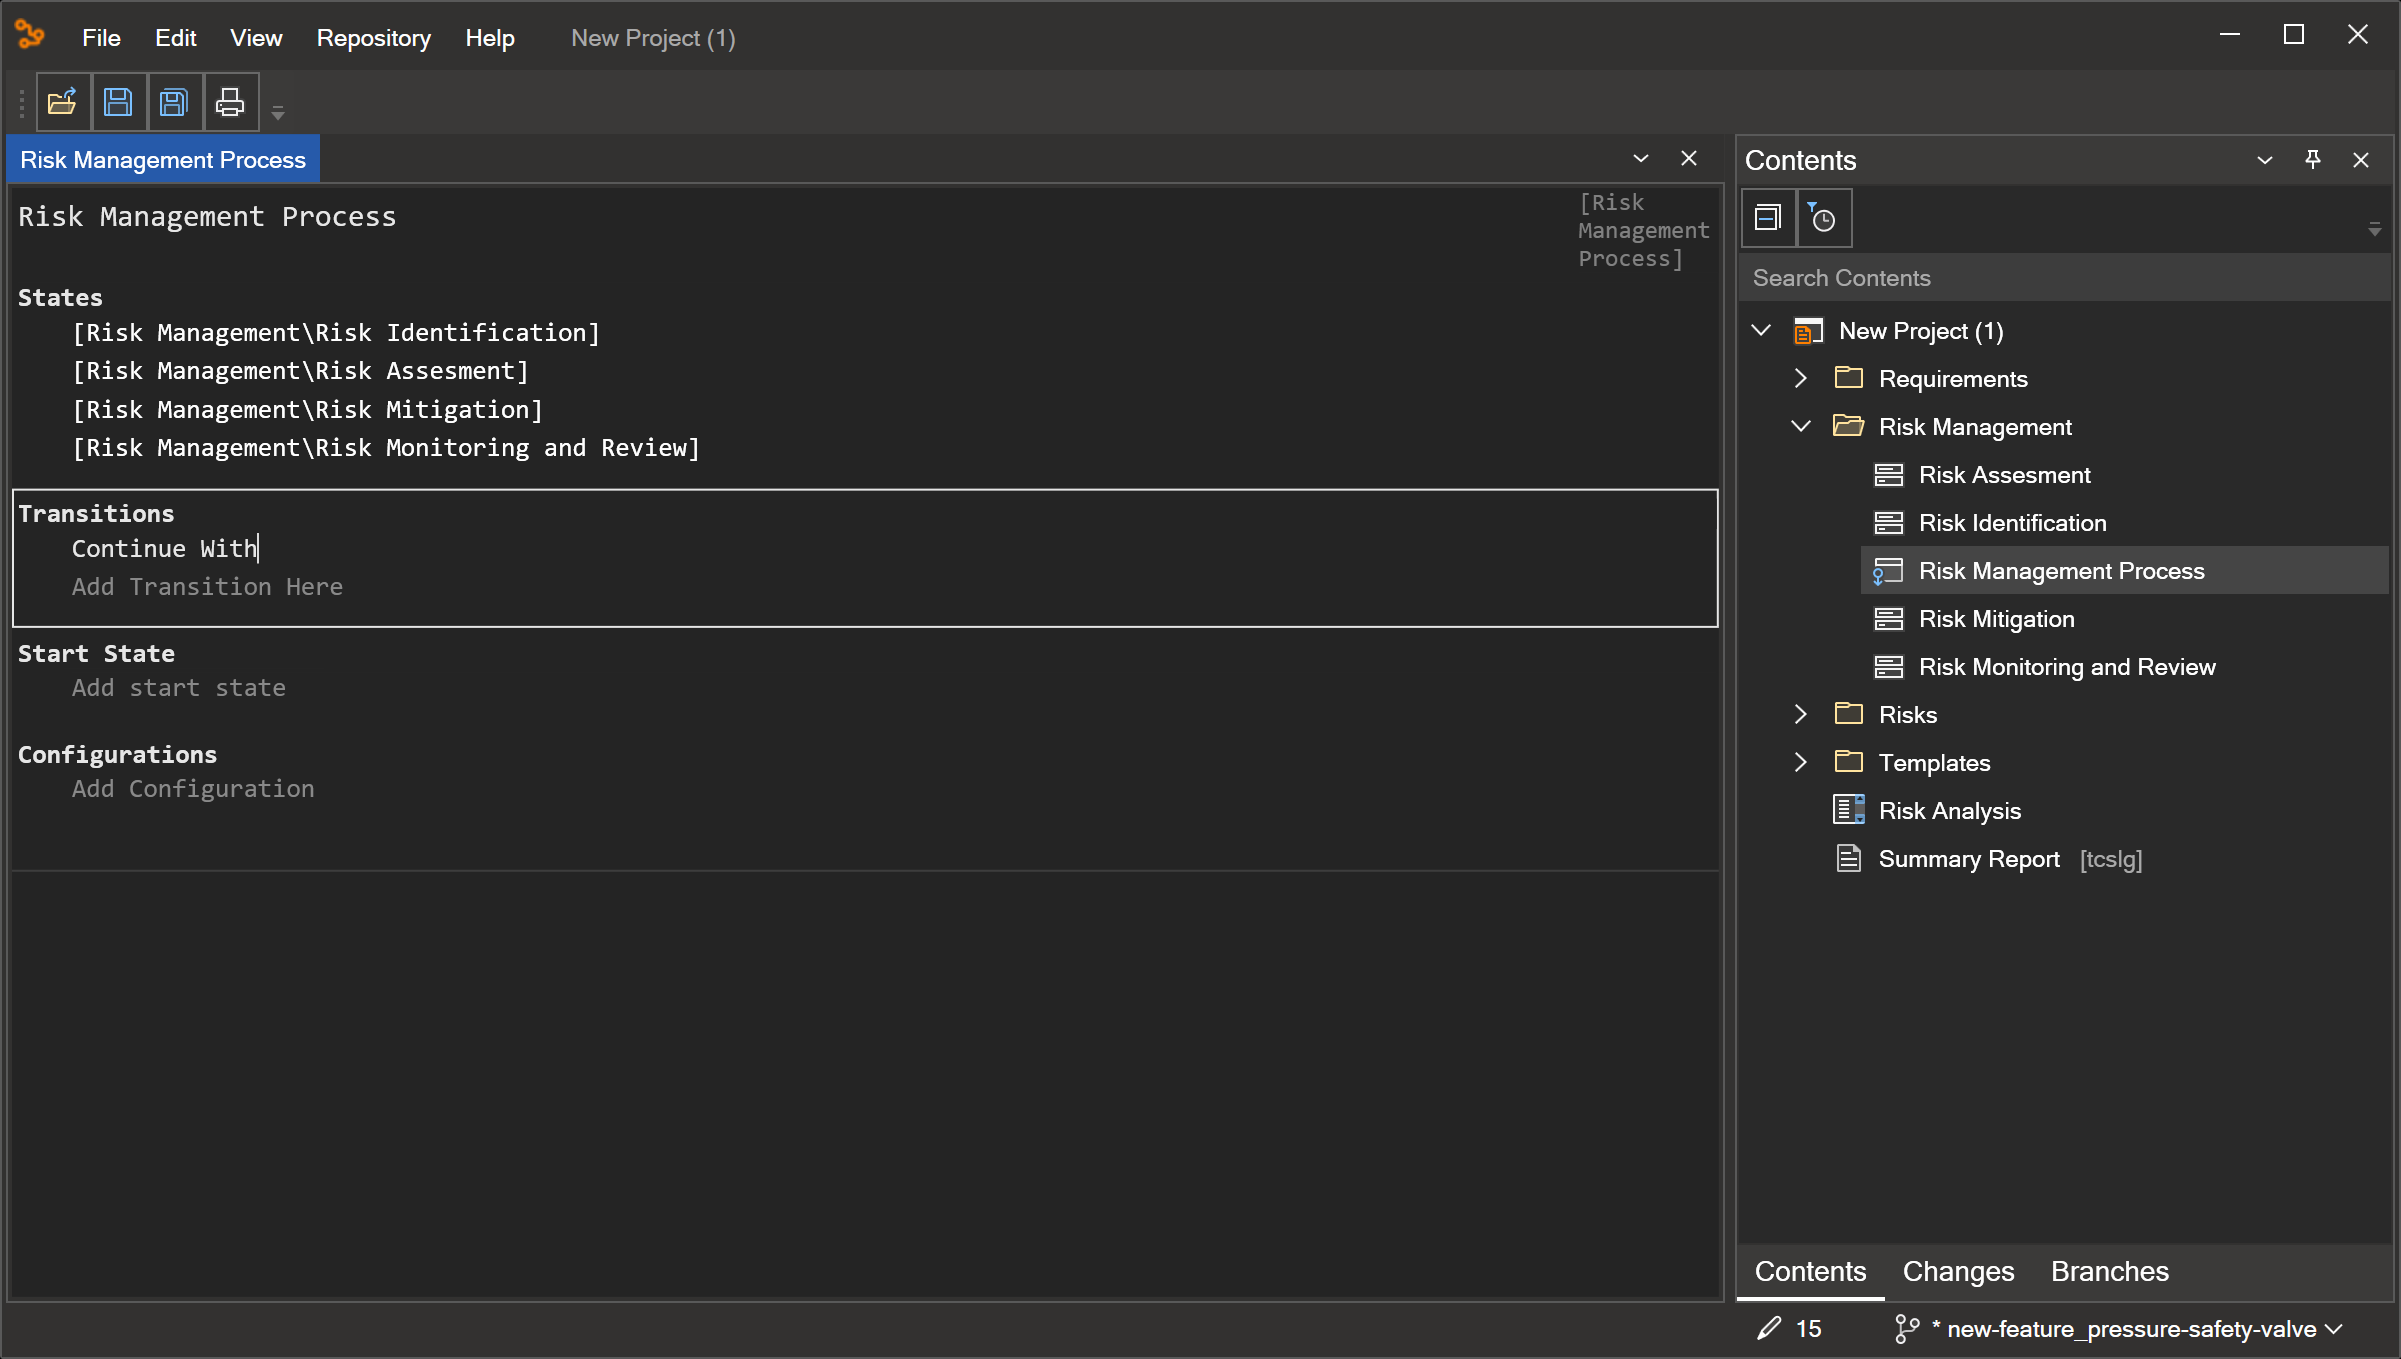 File Edit View Repository Help New Project (1)
Risk Management Process
Risk Management Process
[Risk
Management
Process]
States
[Risk Management\Risk Identification]
[Risk Management\Risk Assesment]
[Risk Management\Risk Mitigation]
[Risk Management\Risk Monitoring and Review]
Transitions
Continue With
Add Transition Here
Start State
Add start state
Configurations
Add Configuration
Contents
Search Contents
New Project (1)
Requirements
Risk Management
Risk Assesment
Risk Identification
Risk Management Process
Risk Mitigation
Risk Monitoring and Review
Risks
Templates
Risk Analysis
Summary Report [tcslg]
Contents Changes Branches
15 * new-feature_pressure-safety-valve